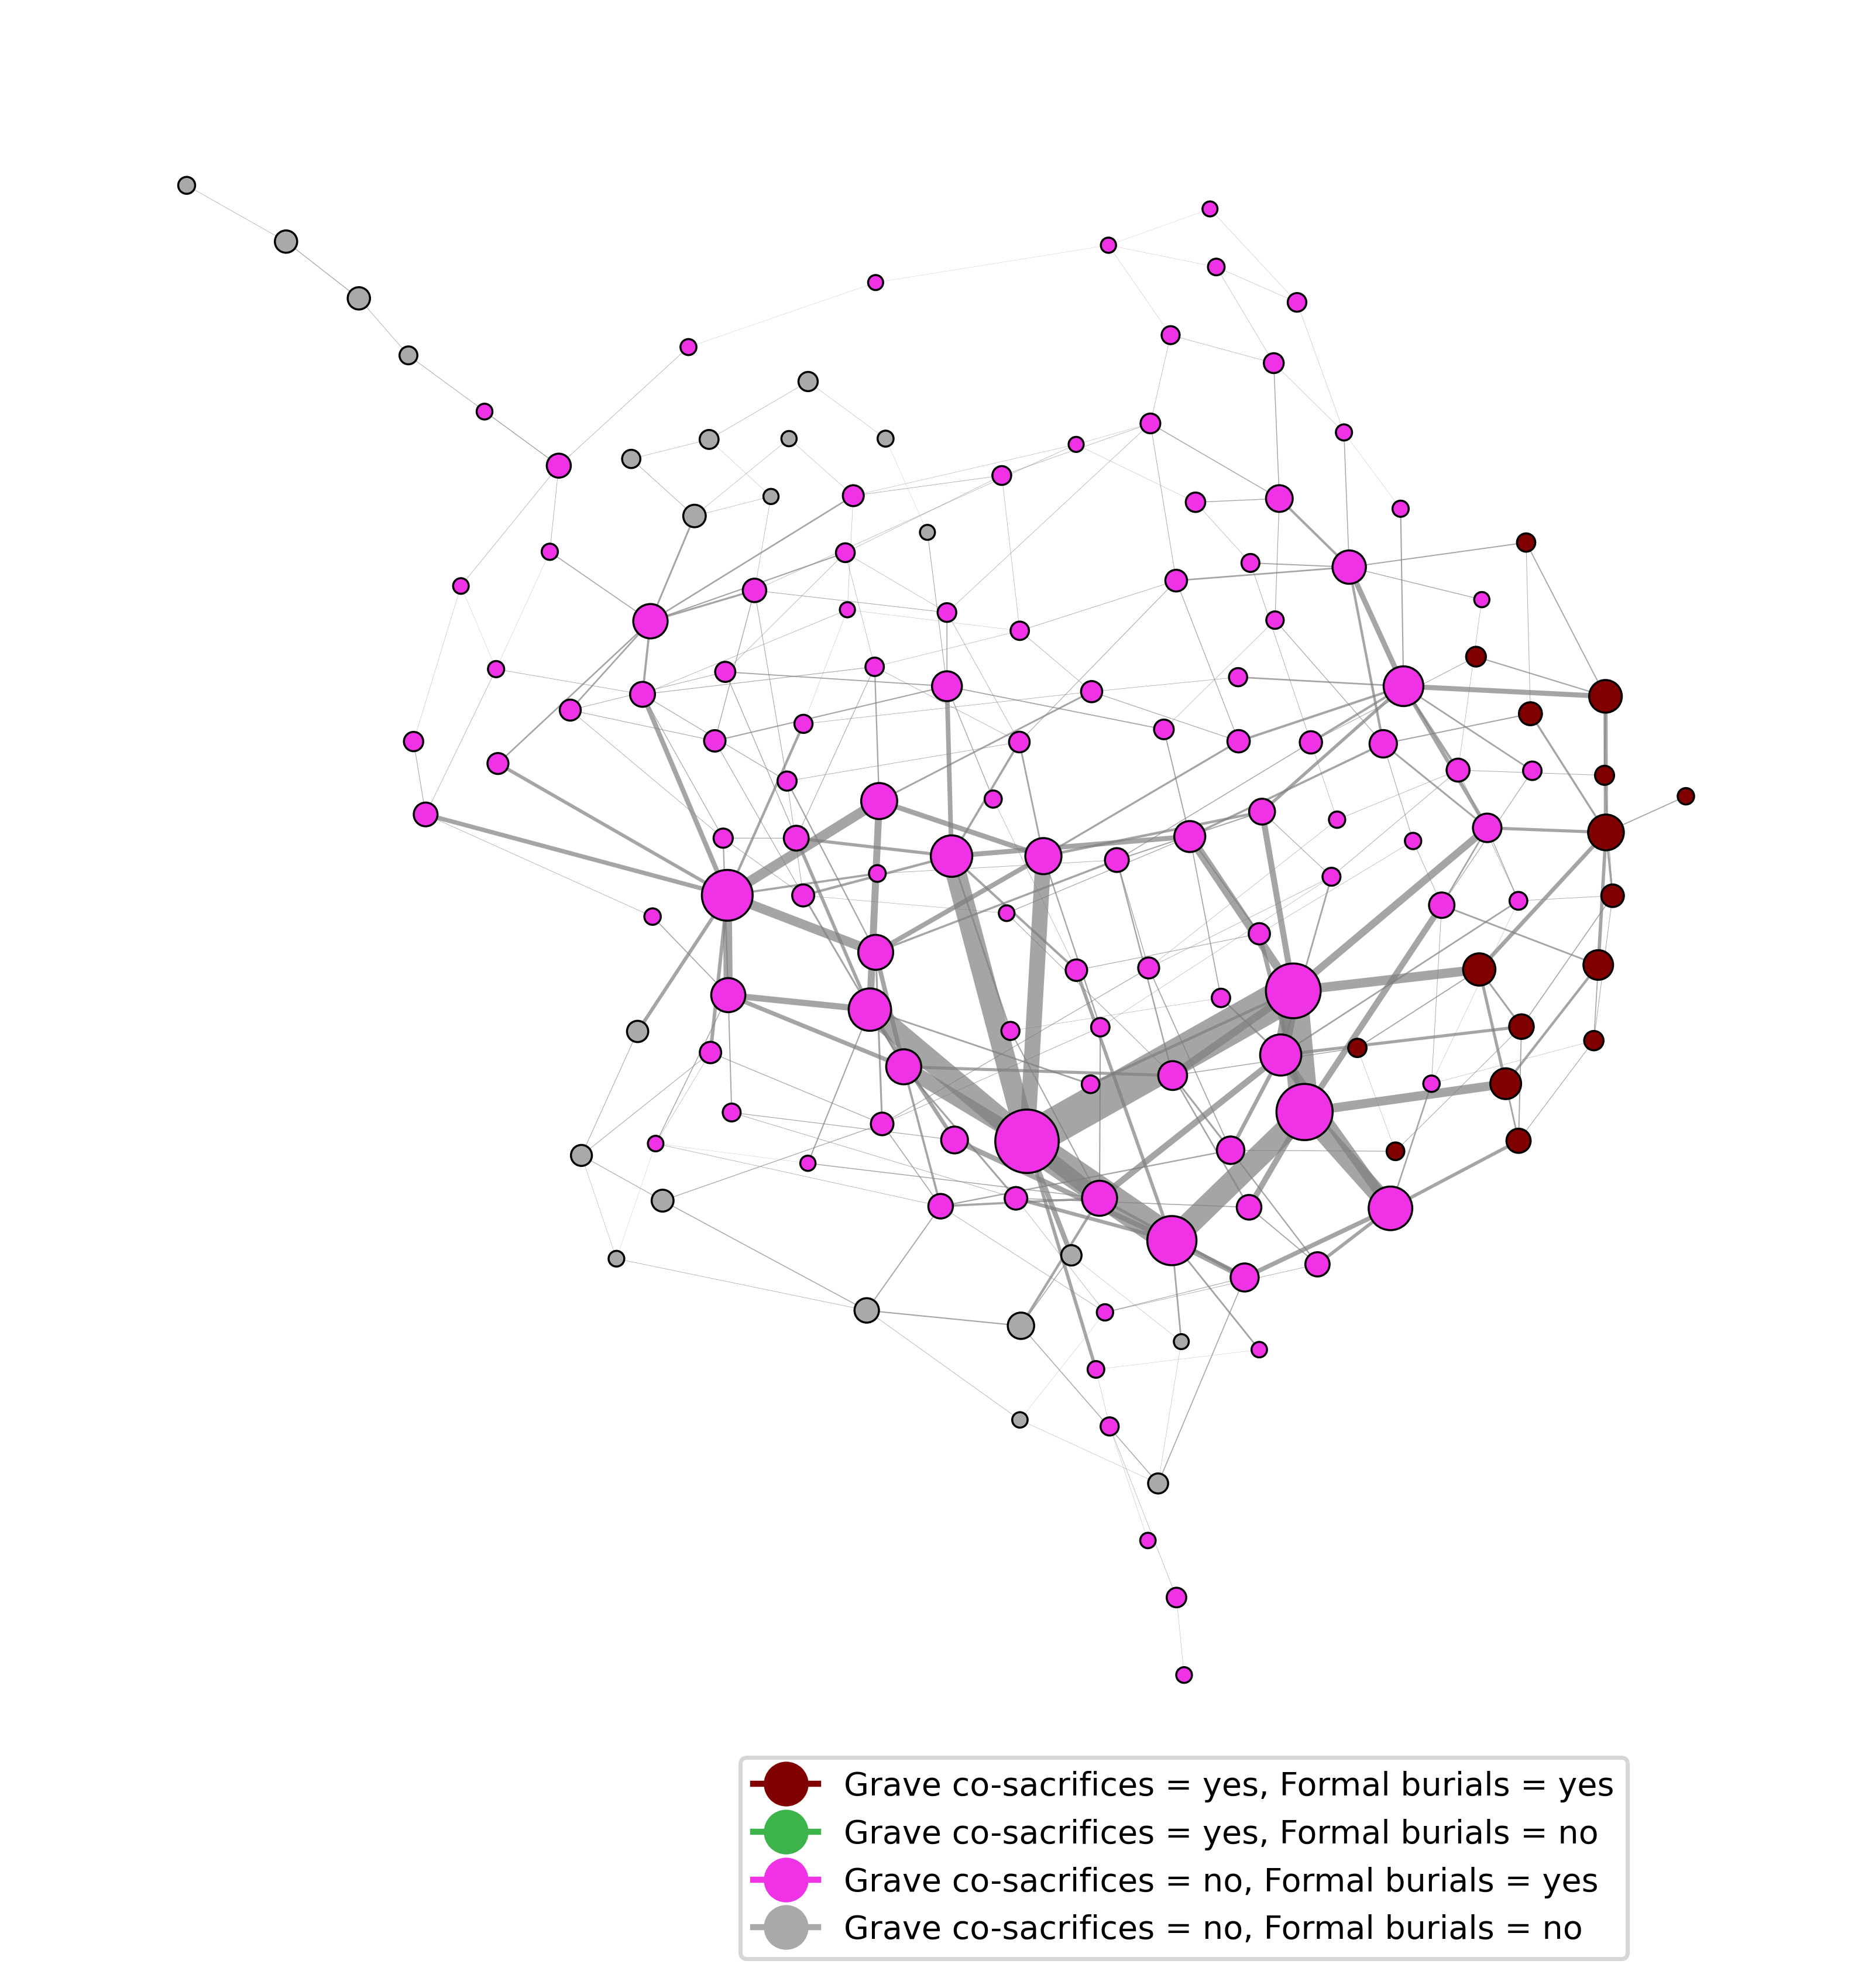 Grave co-sacrifices = yes, Formal burials = yes
Grave co-sacrifices = yes, Formal burials = no
Grave co-sacrifices = no, Formal burials = yes
Grave co-sacrifices = no, Formal burials = no